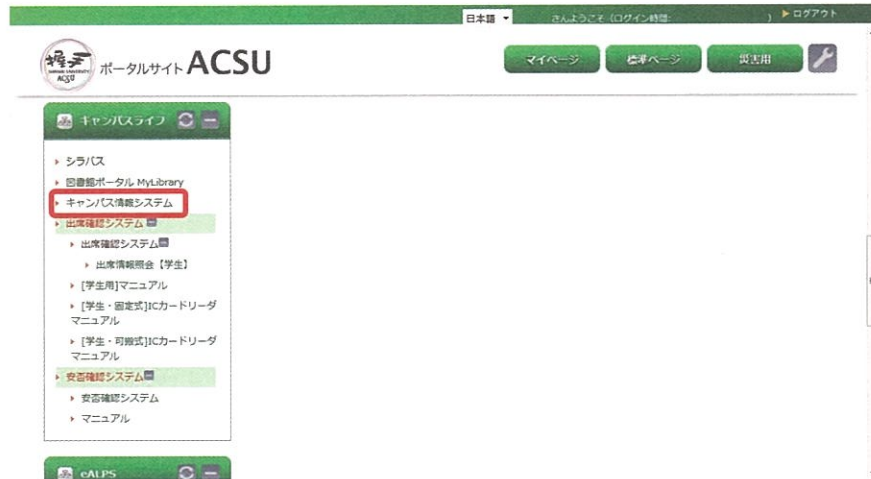 日本語
さんようこそ（ログイン時間:
)
ログアウト
ACSU
ポータルサイト ACSU
マイページ
標準ページ
災害用
キャンパスライフ
シラバス
図書館ポータル MyLibrary
キャンパス情報システム
出席確認システム
出席確認システム
出席情報照会【学生】
[学生用]マニュアル
[学生・固定式]ICカードリーダ
マニュアル
[学生・可搬式]ICカードリーダ
マニュアル
安否確認システム
安否確認システム
マニュアル
eALPS